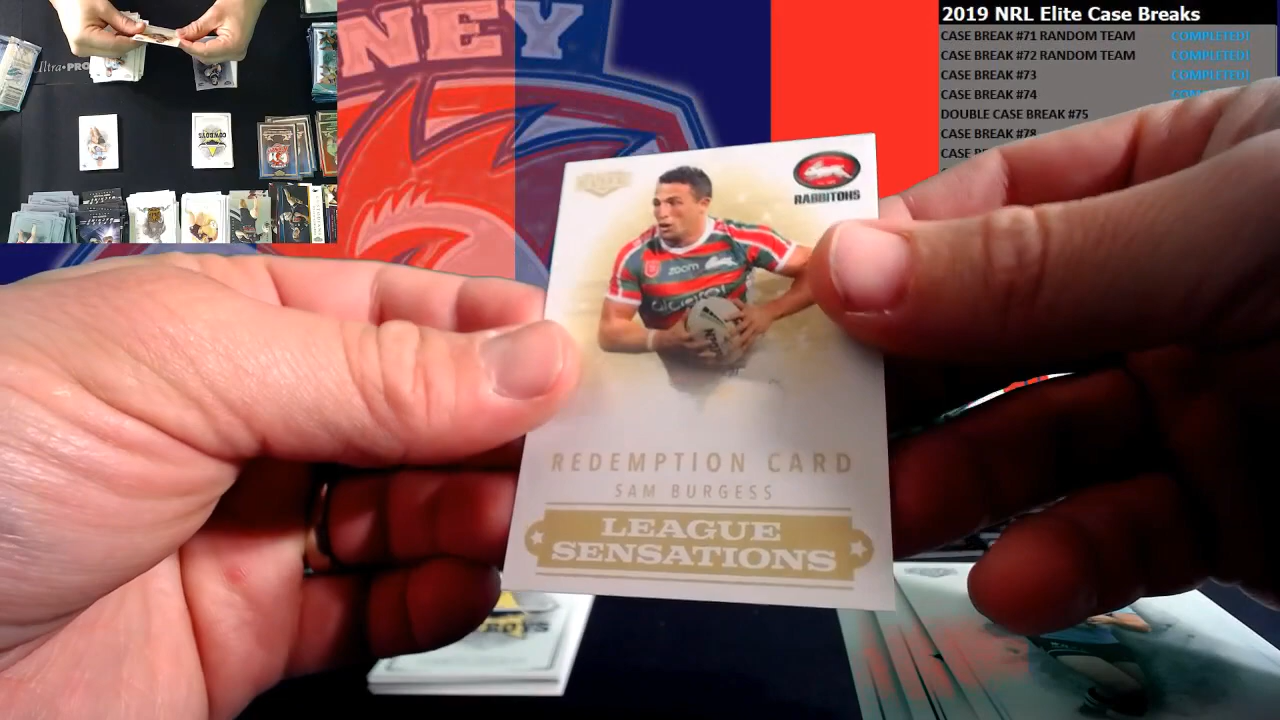 2019 NRL Elite Case Breaks
CASE BREAK #71 RANDOM TEAM COMPLETED!
CASE BREAK #72 RANDOM TEAM COMPLETED!
CASE BREAK #73 COMPLETED!
CASE BREAK #74
DOUBLE CASE BREAK #75
CASE BREAK #78
NEY
Ultra•PRO
COWBOYS
RABBITOHS
zoom
REDEMPTION CARD
SAM BURGESS
LEAGUE
SENSATIONS